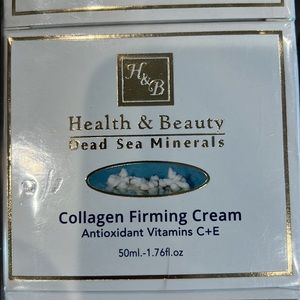 H&B
Health & Beauty
Dead Sea Minerals
Collagen Firming Cream
Antioxidant Vitamins C+E
50ml.-1.76fl.oz